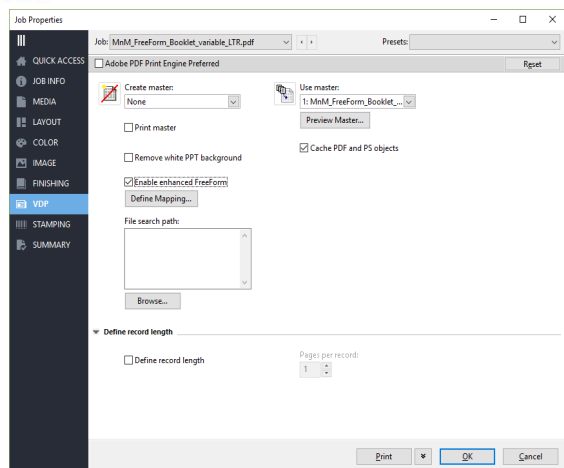 Job Properties
Job: MnM_FreeForm_Booklet_variable_LTR.pdf
Presets:
QUICK ACCESS
JOB INFO
MEDIA
LAYOUT
COLOR
IMAGE
FINISHING
VDP
STAMPING
SUMMARY
Adobe PDF Print Engine Preferred
Reset
Create master:
None
Print master
Remove white PPT background
Enable enhanced FreeForm
Define Mapping...
File search path:
Browse...
Use master:
1: MnM_FreeForm_Booklet_...
Preview Master...
Cache PDF and PS objects
Define record length
Define record length
Pages per record:
1
Print
OK
Cancel